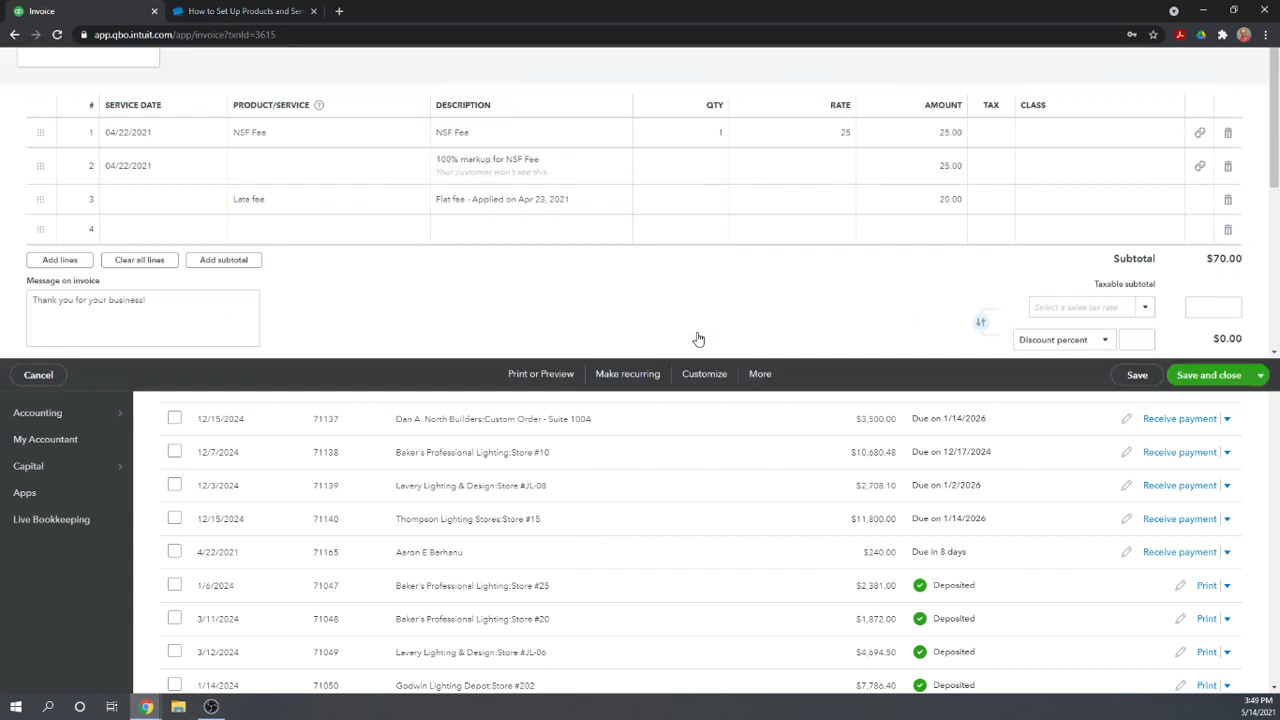 Invoice
How to Set Up Products and Ser
app.qbo.intuit.com/app/invoice?txnId=3615
# SERVICE DATE PRODUCT/SERVICE ? DESCRIPTION QTY RATE AMOUNT TAX CLASS
1 04/22/2021 NSF Fee NSF Fee 1 25 25.00
2 04/22/2021 100% markup for NSF Fee 25.00
Your customer won't see this
3 Late fee Flat fee - Applied on Apr 23, 2021 20.00
4
Add lines Clear all lines Add subtotal Subtotal $70.00
Message on invoice Taxable subtotal
Thank you for your business! Select a sales tax rate
Discount percent $0.00
Cancel Print or Preview Make recurring Customize More Save Save and close
Accounting
My Accountant
Capital
Apps
Live Bookkeeping
12/15/2024 71137 Dan A. North Builders:Custom Order - Suite 100A $3,500.00 Due on 1/14/2026 Receive payment
12/7/2024 71138 Baker's Professional Lighting:Store #10 $10,680.48 Due on 12/17/2024 Receive payment
12/3/2024 71139 Lavery Lighting & Design:Store #JL-08 $2,708.10 Due on 1/2/2026 Receive payment
12/15/2024 71140 Thompson Lighting Stores:Store #15 $11,800.00 Due on 1/14/2026 Receive payment
4/22/2021 71165 Aaron E Berhanu $240.00 Due in 8 days Receive payment
1/6/2024 71047 Baker's Professional Lighting:Store #25 $2,381.00 Deposited Print
3/11/2024 71048 Baker's Professional Lighting:Store #20 $1,872.00 Deposited Print
3/12/2024 71049 Lavery Lighting & Design:Store #JL-06 $4,694.50 Deposited Print
1/14/2024 71050 Godwin Lighting Depot:Store #202 $7,786.40 Deposited Print
3:49 PM
5/14/2021